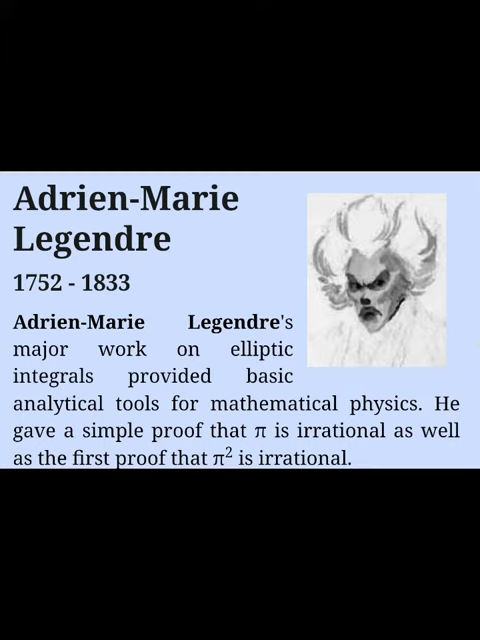 Adrien-Marie
Legendre
1752 - 1833
Adrien-Marie Legendre's
major work on elliptic
integrals provided basic
analytical tools for mathematical physics. He
gave a simple proof that π is irrational as well
as the first proof that π² is irrational.